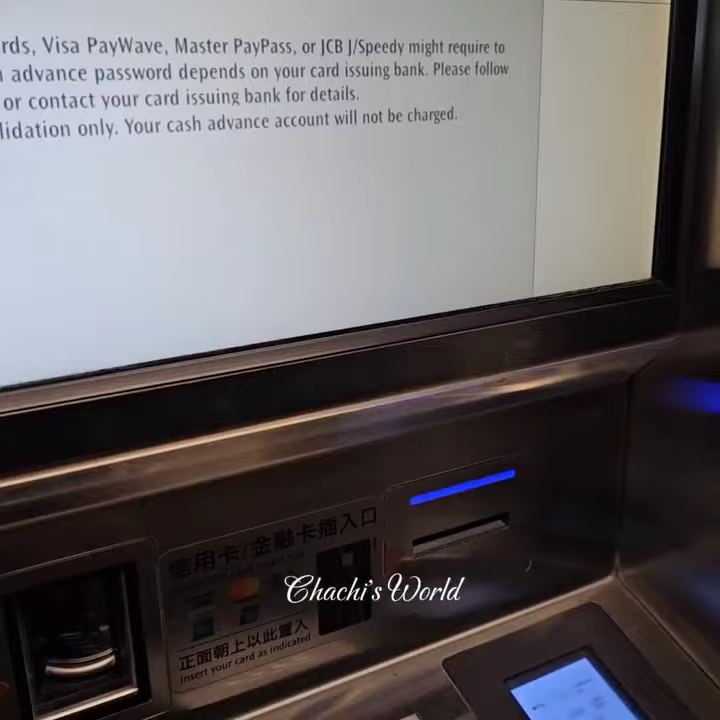 rds, Visa PayWave, Master PayPass, or JCB J/Speedy might require to
advance password depends on your card issuing bank. Please follow
or contact your card issuing bank for details.
lidation only. Your cash advance account will not be charged.
信用卡/金融卡插入口
Chachi's World
正面朝上以此置入
Insert your card as indicated